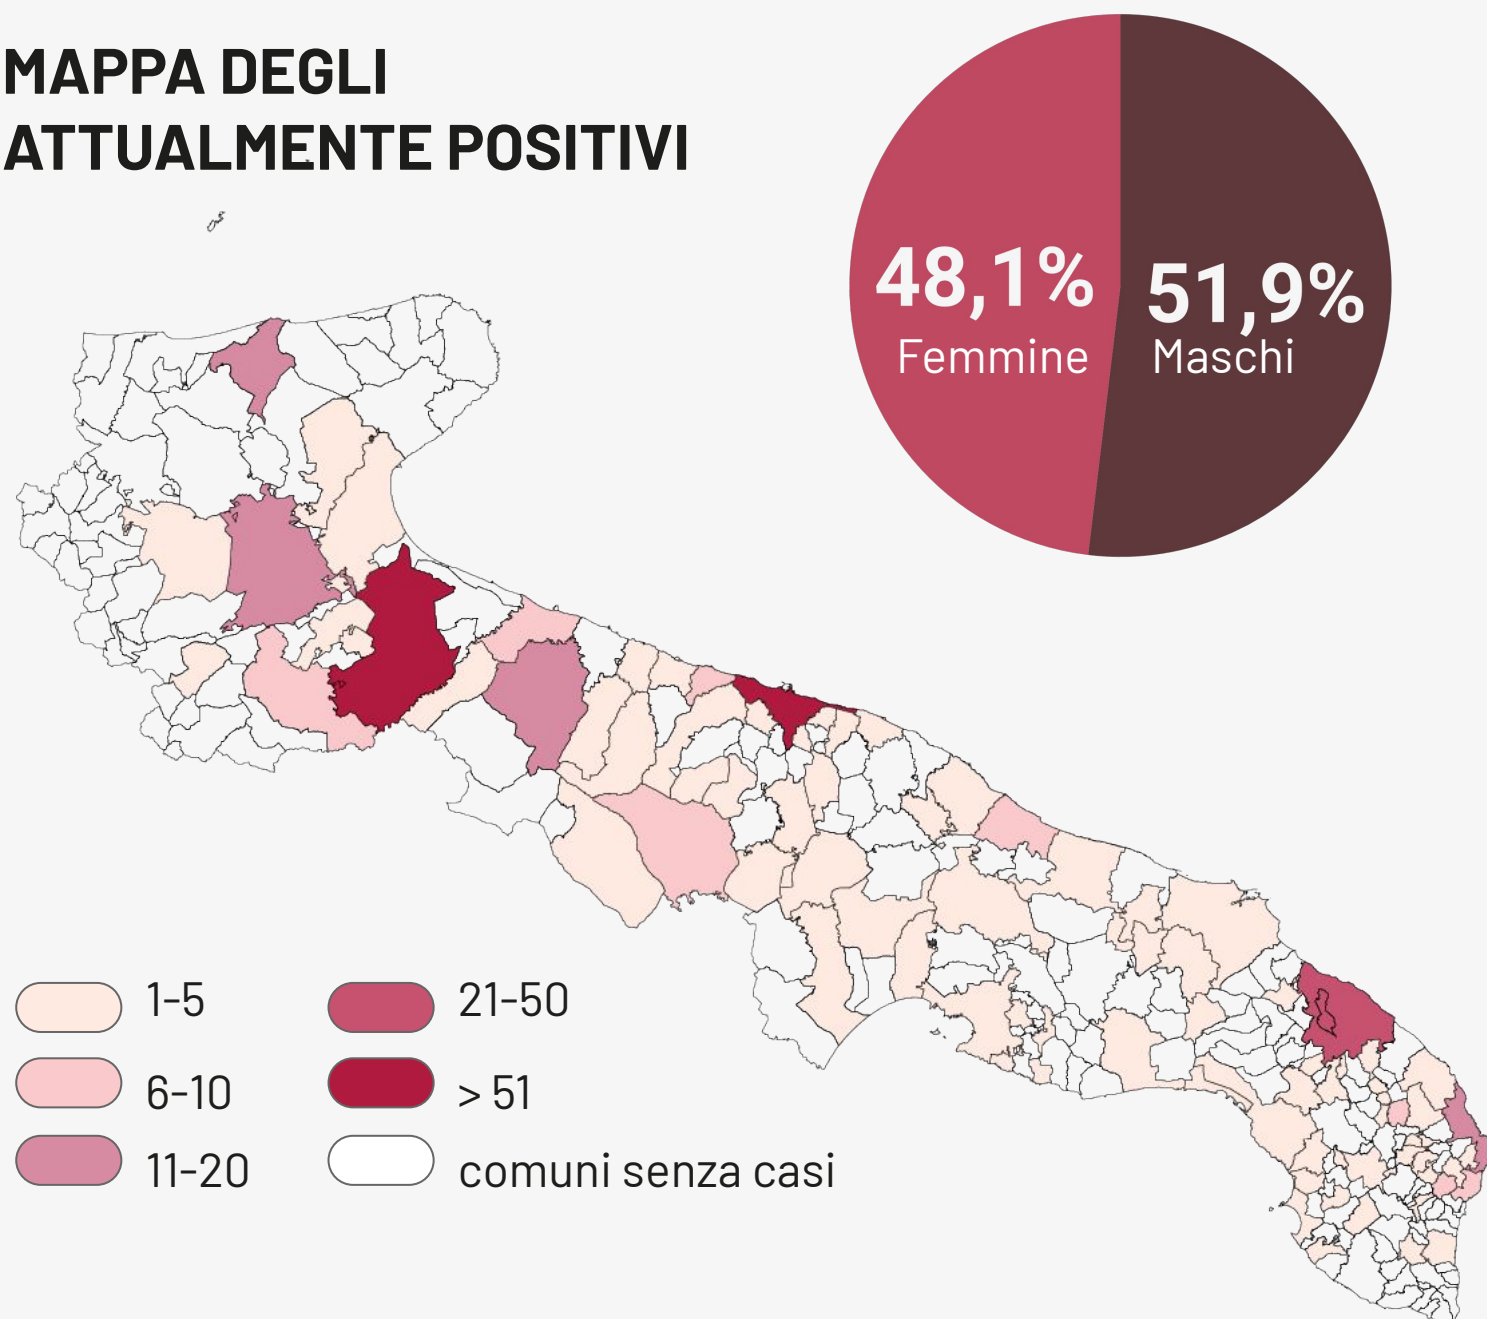 MAPPA DEGLI
ATTUALMENTE POSITIVI
48,1%
Femmine
51,9%
Maschi
1-5
6-10
11-20
21-50
> 51
comuni senza casi